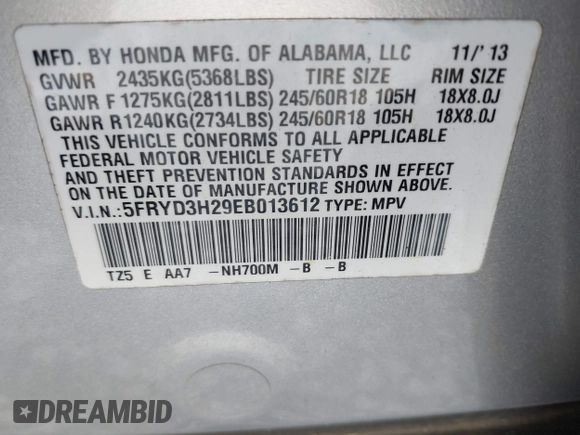 MFD. BY HONDA MFG. OF ALABAMA, LLC 11/' 13
GVWR 2435KG(5368LBS) TIRE SIZE RIM SIZE
GAWR F 1275KG(2811LBS) 245/60R18 105H 18X8.0J
GAWR R1240KG(2734LBS) 245/60R18 105H 18X8.0J
THIS VEHICLE CONFORMS TO ALL APPLICABLE
FEDERAL MOTOR VEHICLE SAFETY
AND THEFT PREVENTION STANDARDS IN EFFECT
ON THE DATE OF MANUFACTURE SHOWN ABOVE.
V.I.N.:5FRYD3H29EB013612 TYPE: MPV
TZ5 E AA7 -NH700M -B -B
DREAMBID